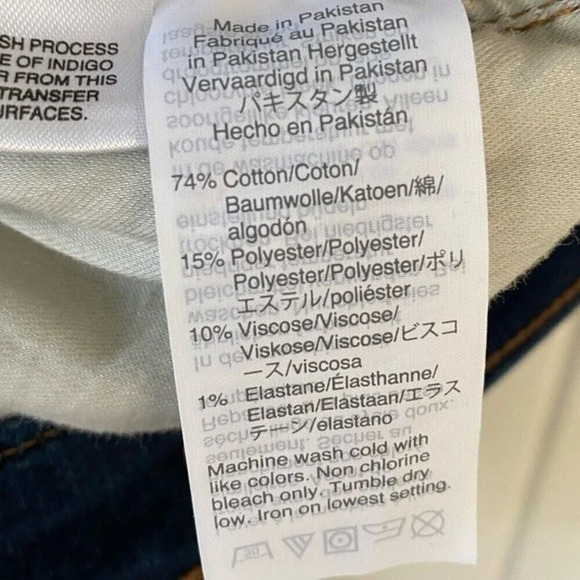 SH PROCESS
E OF INDIGO
R FROM THIS
TRANSFER
RFACES.
Made in Pakistan
Fabriqué au Pakistan
in Pakistan Hergestellt
Vervaardigd in Pakistan
パキスタン製
Hecho en Pakistán
74% Cotton/Coton/
Baumwolle/Katoen/綿/
algodón
15% Polyester/Polyester/
Polyester/Polyester/ポリ
エステル/poliéster
10% Viscose/Viscose/
Viskose/Viscose/ビスコ
ース/viscosa
1% Elastane/Élasthanne/
Elastan/Elastaan/エラス
テーン/elastano
Machine wash cold with
like colors. Non chlorine
bleach only. Tumble dry
low. Iron on lowest setting.
30